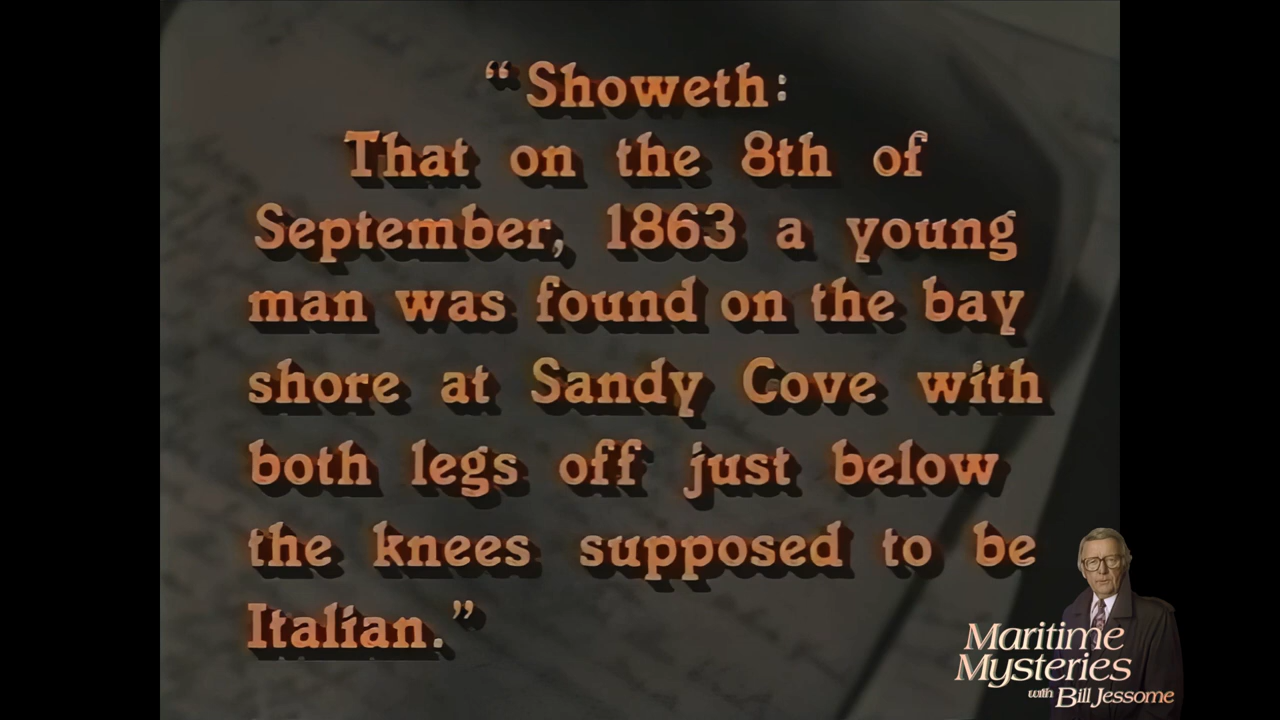 “Showeth:
That on the 8th of
September, 1863 a young
man was found on the bay
shore at Sandy Cove with
both legs off just below
the knees supposed to be
Italian.”
Maritime
Mysteries
with Bill Jessome